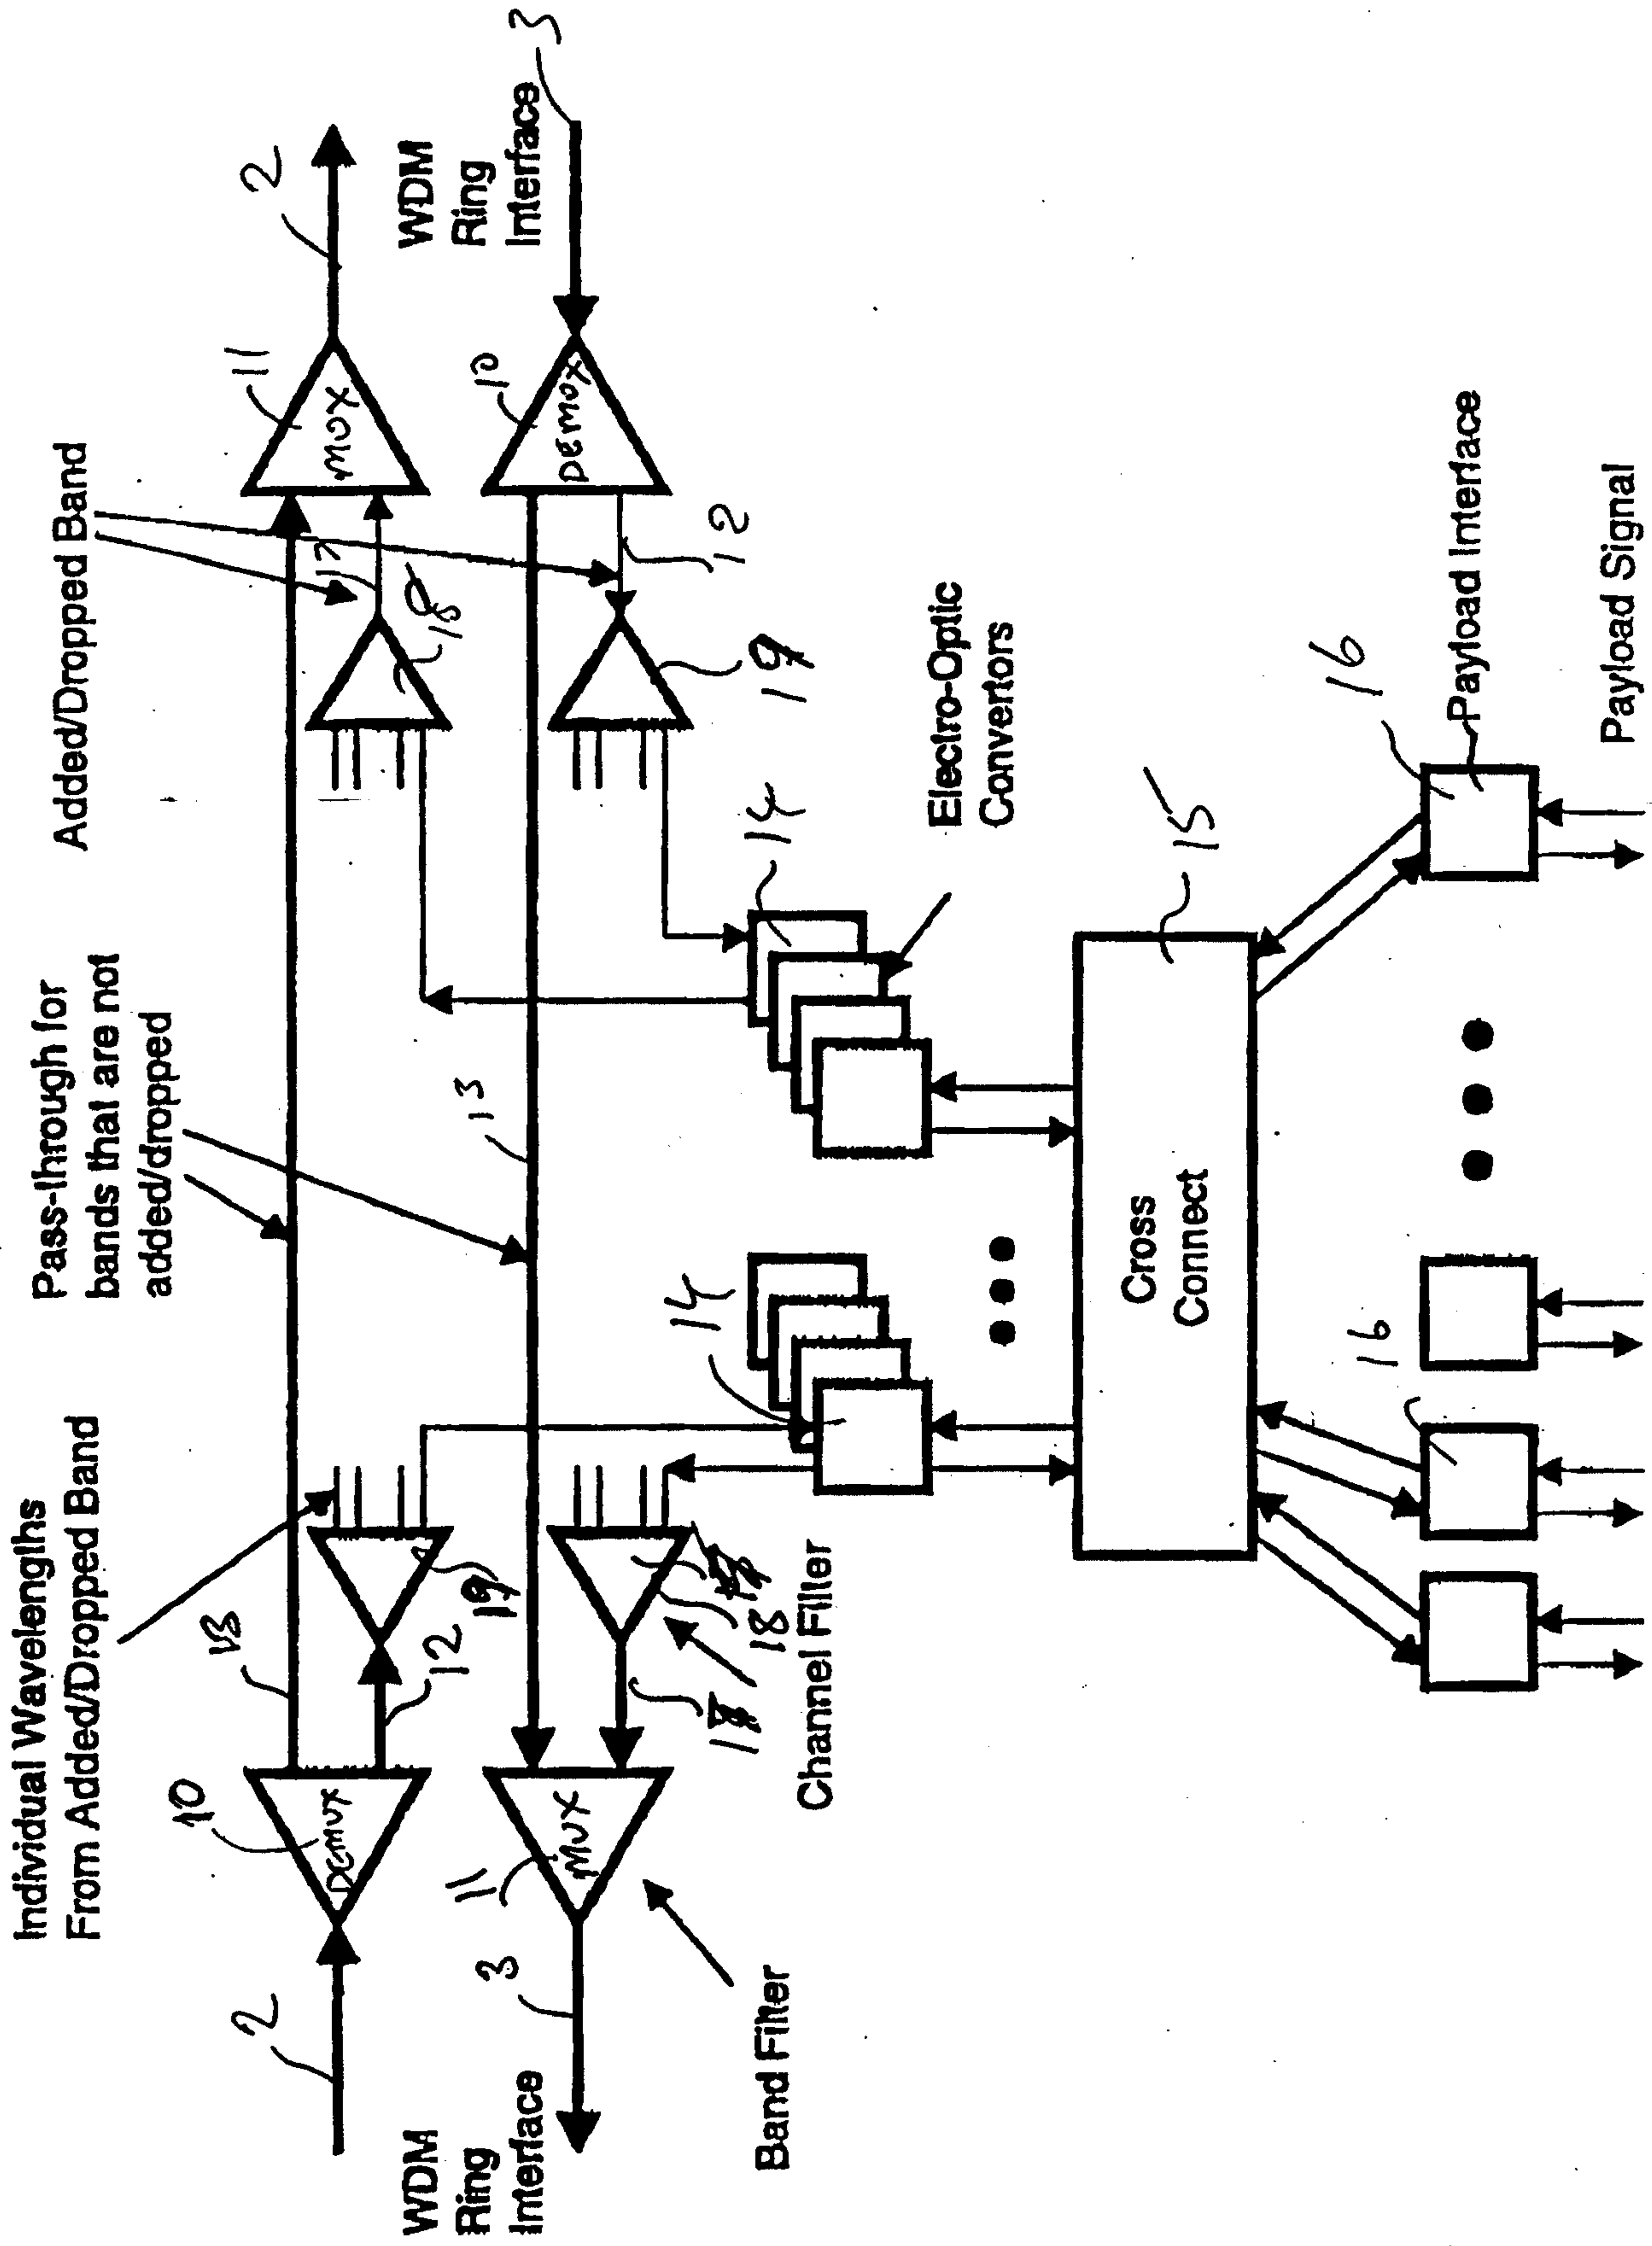 Individual Wavelengths
From Added/Dropped Band
Pass-through for
bands that are not
added/dropped
Added/Dropped Band
2
10
DEMUX
13
12
19
17
18
11
MUX
2
WDM
Ring
Interface
3
WDM
Ring
Interface
3
11
MUX
18
13
12
19
10
DEMUX
Band Filter
Channel Filter
14
14
Electro-Optic
Convertors
Cross
Connect
15
16
16
Payload Interface
Payload Signal